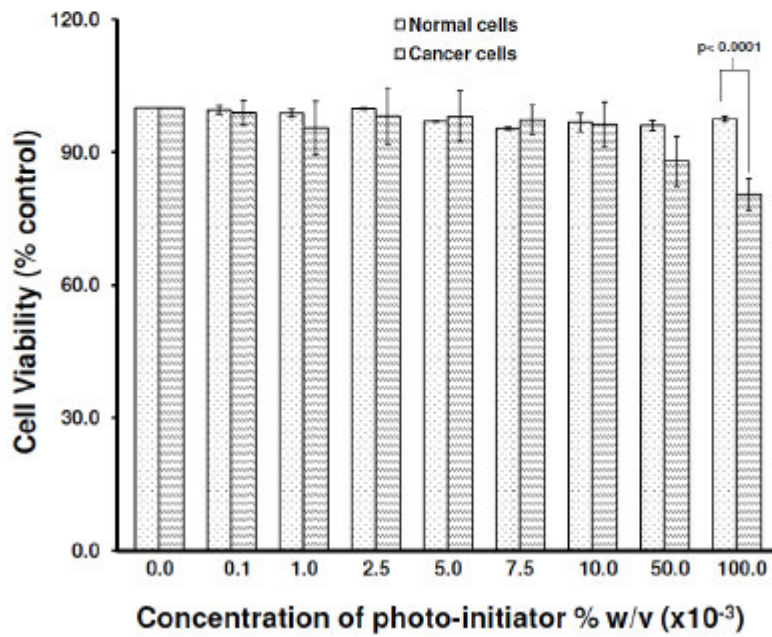 120.0
Normal cells
Cancer cells
p< 0.0001
90.0
60.0
30.0
0.0
Cell Viability (% control)
0.0 0.1 1.0 2.5 5.0 7.5 10.0 50.0 100.0
Concentration of photo-initiator % w/v (x10⁻³)